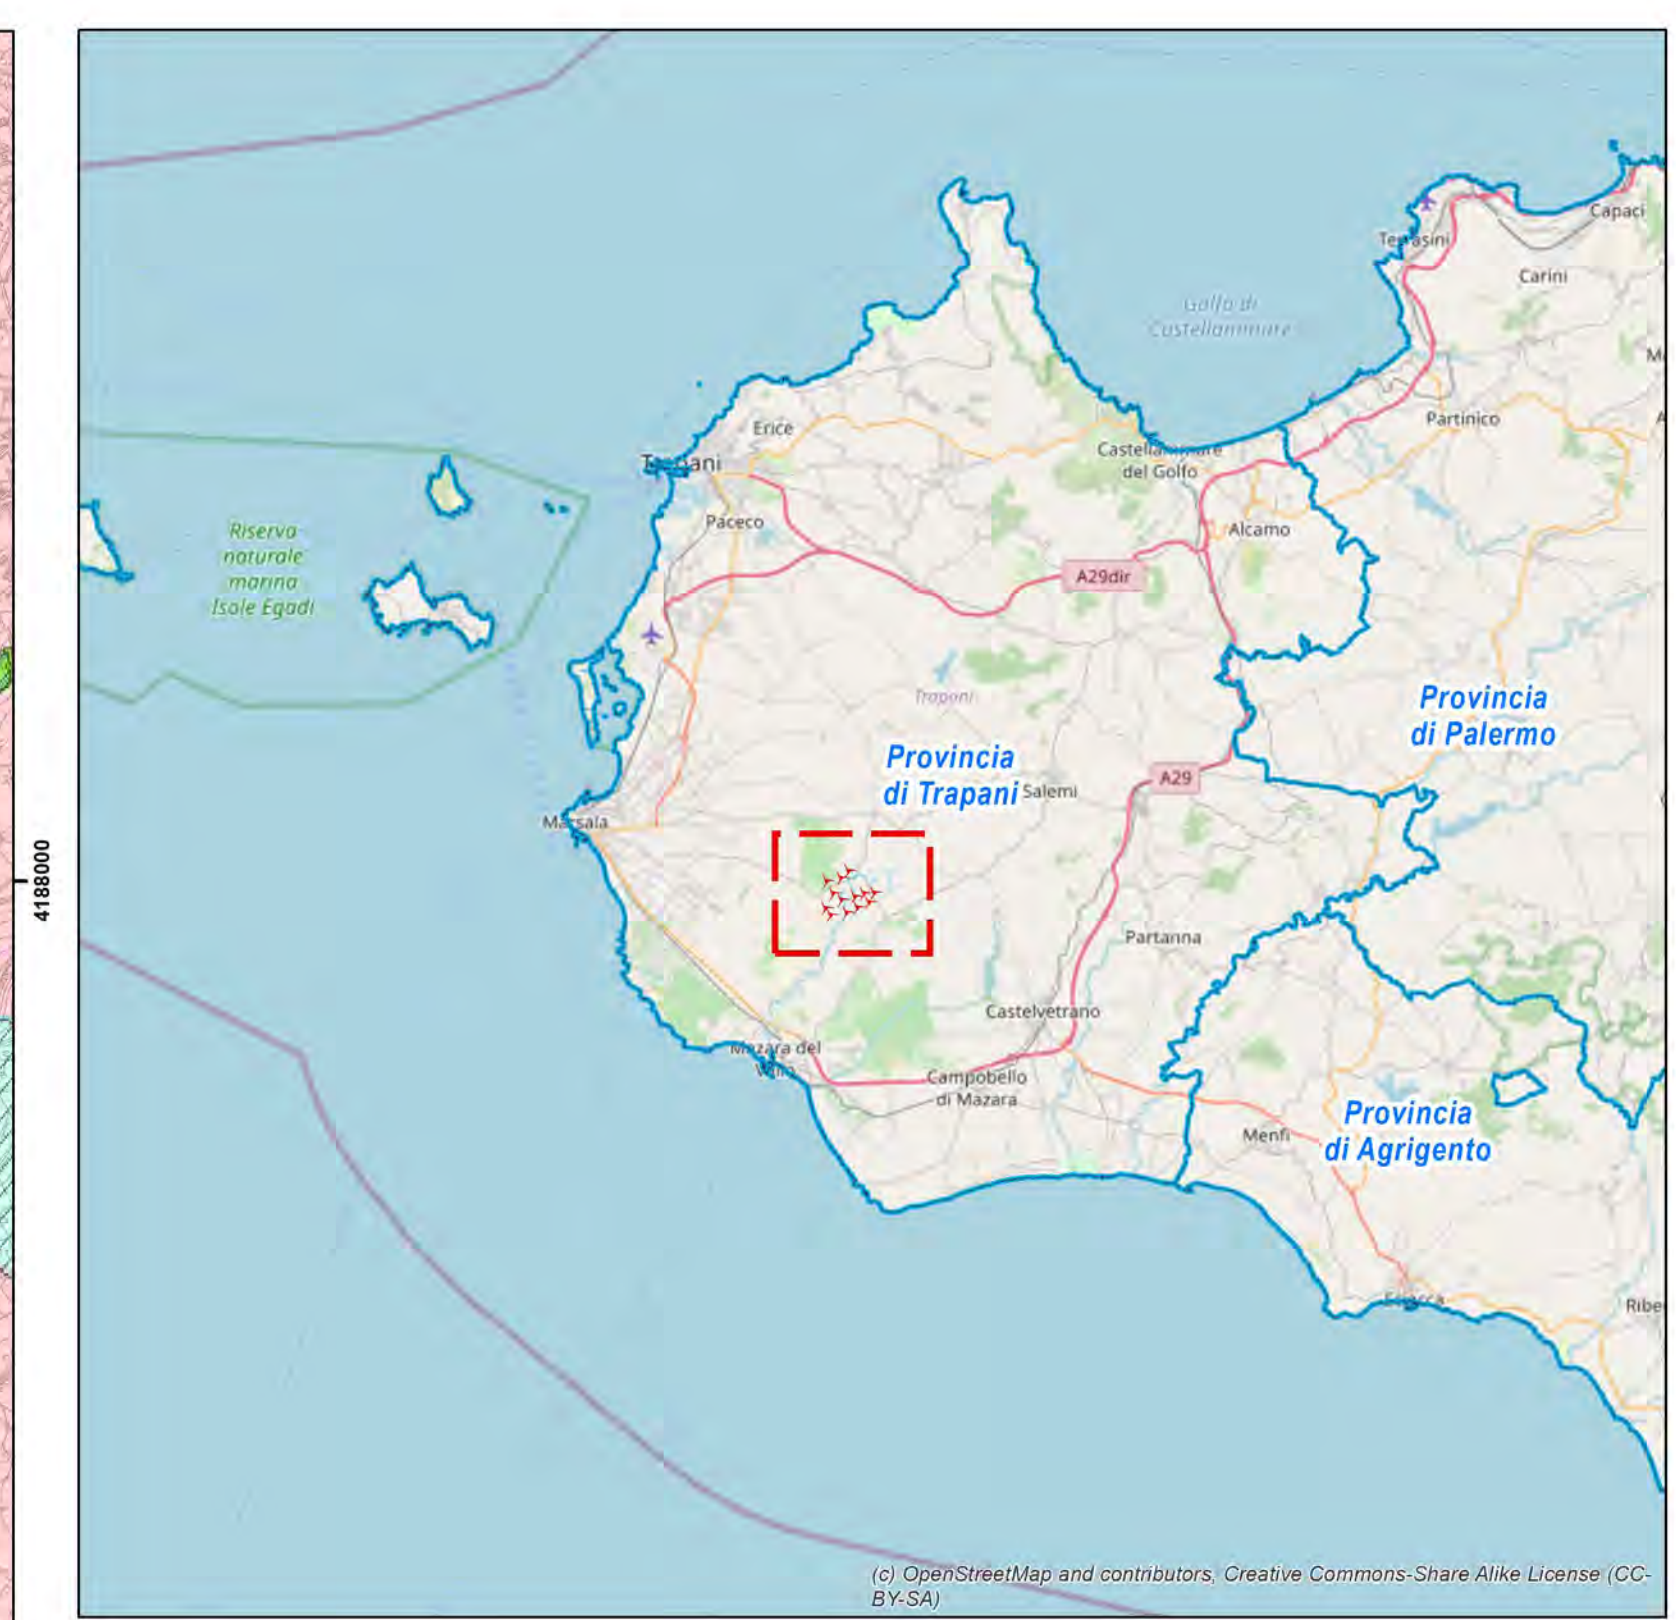 4188000
Capaci
Terrasini
Carini
Golfo di
Castellammare
Partinico
Erice
Trapani
Castellammare
del Golfo
Paceco
Alcamo
Riserva
naturale
marina
Isole Egadi
A29dir
Trapani
Provincia
di Palermo
Provincia
di Trapani
Salemi
A29
Marsala
Partanna
Castelvetrano
Mazara del
Vallo
Campobello
di Mazara
Menfi
Provincia
di Agrigento
Sciacca
Ribe
(c) OpenStreetMap and contributors, Creative Commons-Share Alike License (CC-
BY-SA)